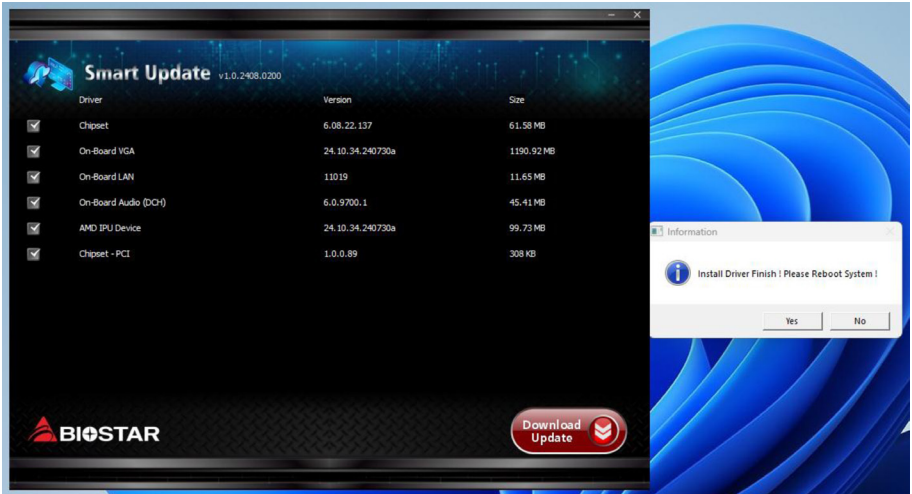 Smart Update v1.0.2408.0200
Driver Version Size
Chipset 6.08.22.137 61.58 MB
On-Board VGA 24.10.34.240730a 1190.92 MB
On-Board LAN 11019 11.65 MB
On-Board Audio (DCH) 6.0.9700.1 45.41 MB
AMD IPU Device 24.10.34.240730a 99.73 MB
Chipset - PCI 1.0.0.89 308 KB
BIOSTAR
Download
Update
Information
Install Driver Finish ! Please Reboot System !
Yes No